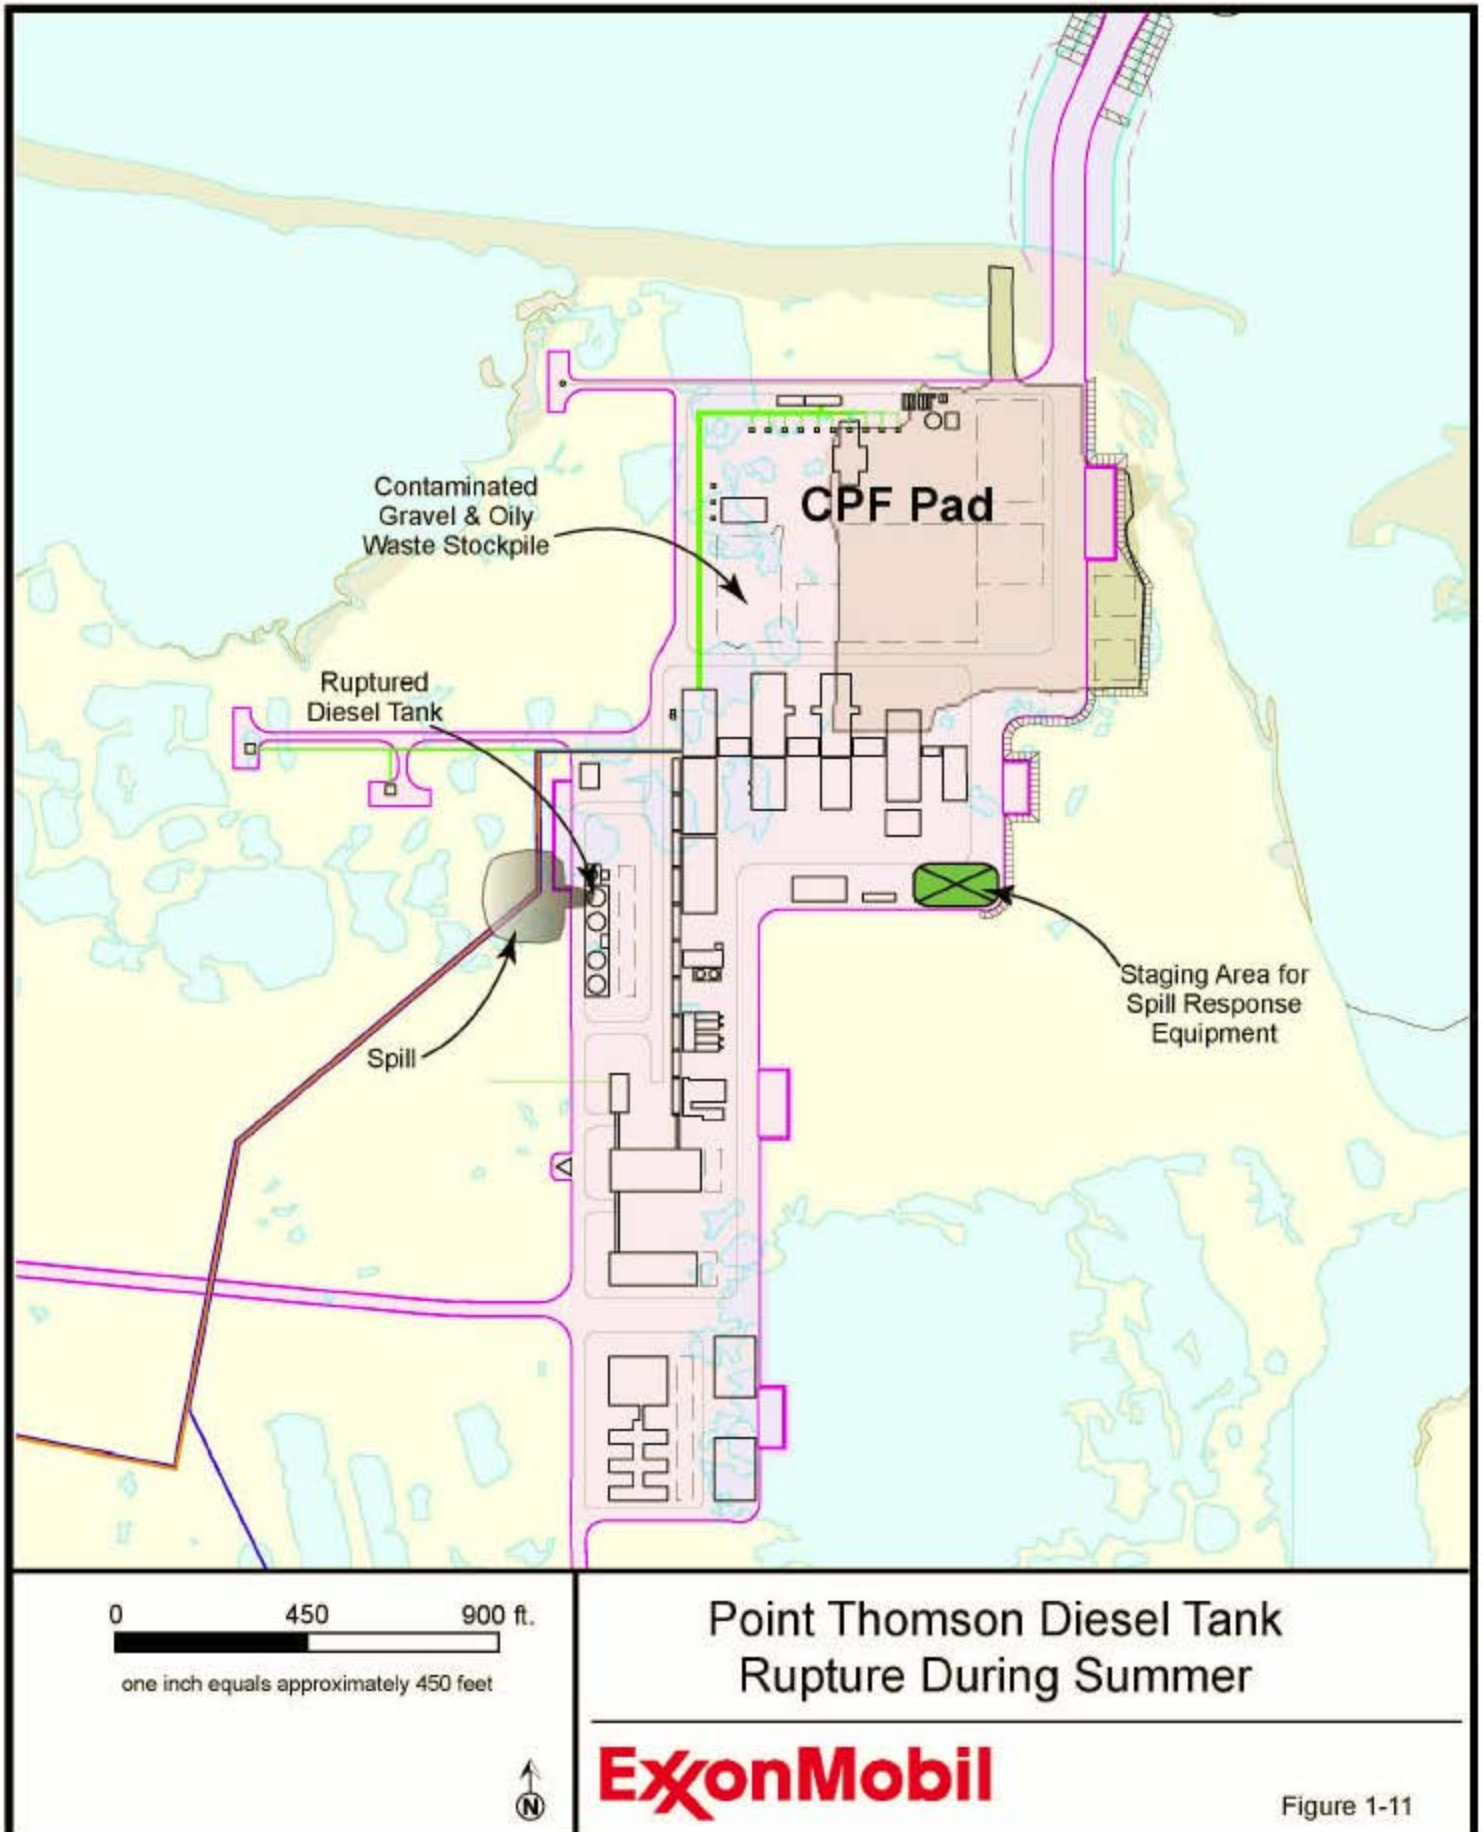 Contaminated
Gravel & Oily
Waste Stockpile
CPF Pad
Ruptured
Diesel Tank
Staging Area for
Spill Response
Equipment
Spill
0 450 900 ft.
one inch equals approximately 450 feet
N
Point Thomson Diesel Tank
Rupture During Summer
ExxonMobil
Figure 1-11